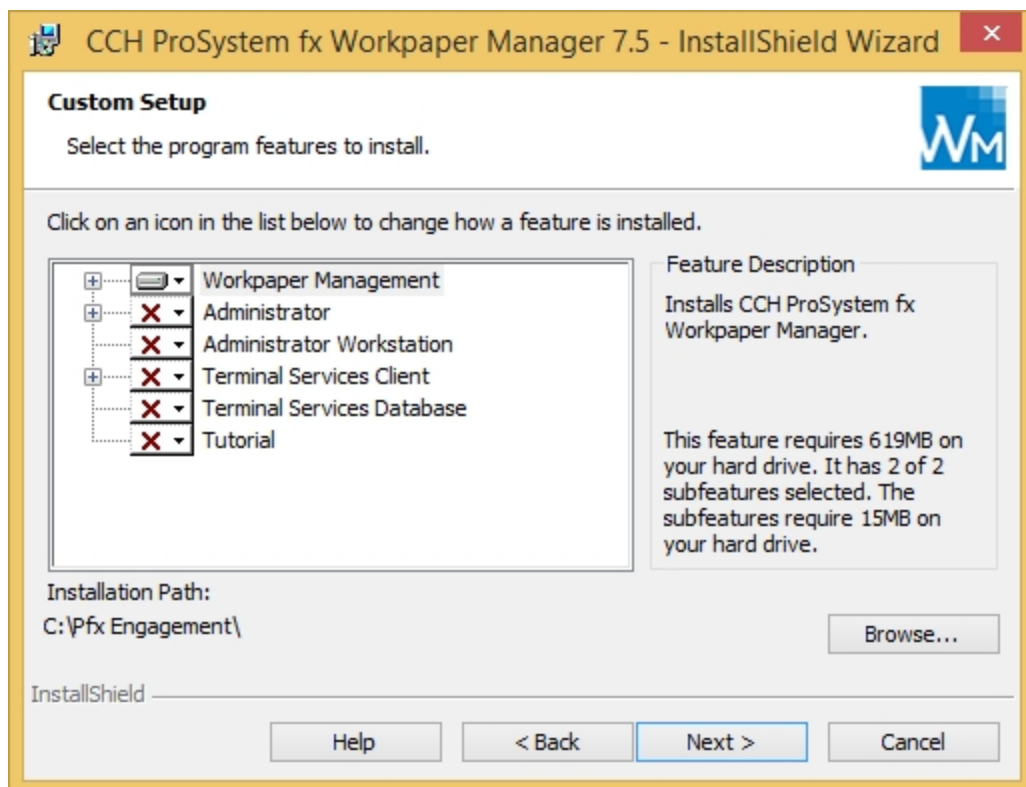 CCH ProSystem fx Workpaper Manager 7.5 - InstallShield Wizard
Custom Setup
Select the program features to install.
WM
Click on an icon in the list below to change how a feature is installed.
Workpaper Management
Administrator
Administrator Workstation
Terminal Services Client
Terminal Services Database
Tutorial
Feature Description
Installs CCH ProSystem fx
Workpaper Manager.
This feature requires 619MB on
your hard drive. It has 2 of 2
subfeatures selected. The
subfeatures require 15MB on
your hard drive.
Installation Path:
C:\Pfx Engagement\
Browse...
InstallShield
Help
< Back
Next >
Cancel